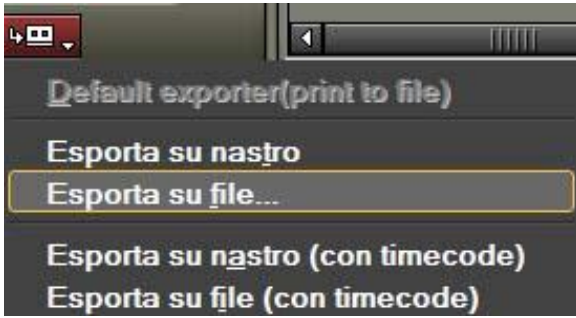 Default exporter(print to file)
Esporta su nastro
Esporta su file...
Esporta su nastro (con timecode)
Esporta su file (con timecode)